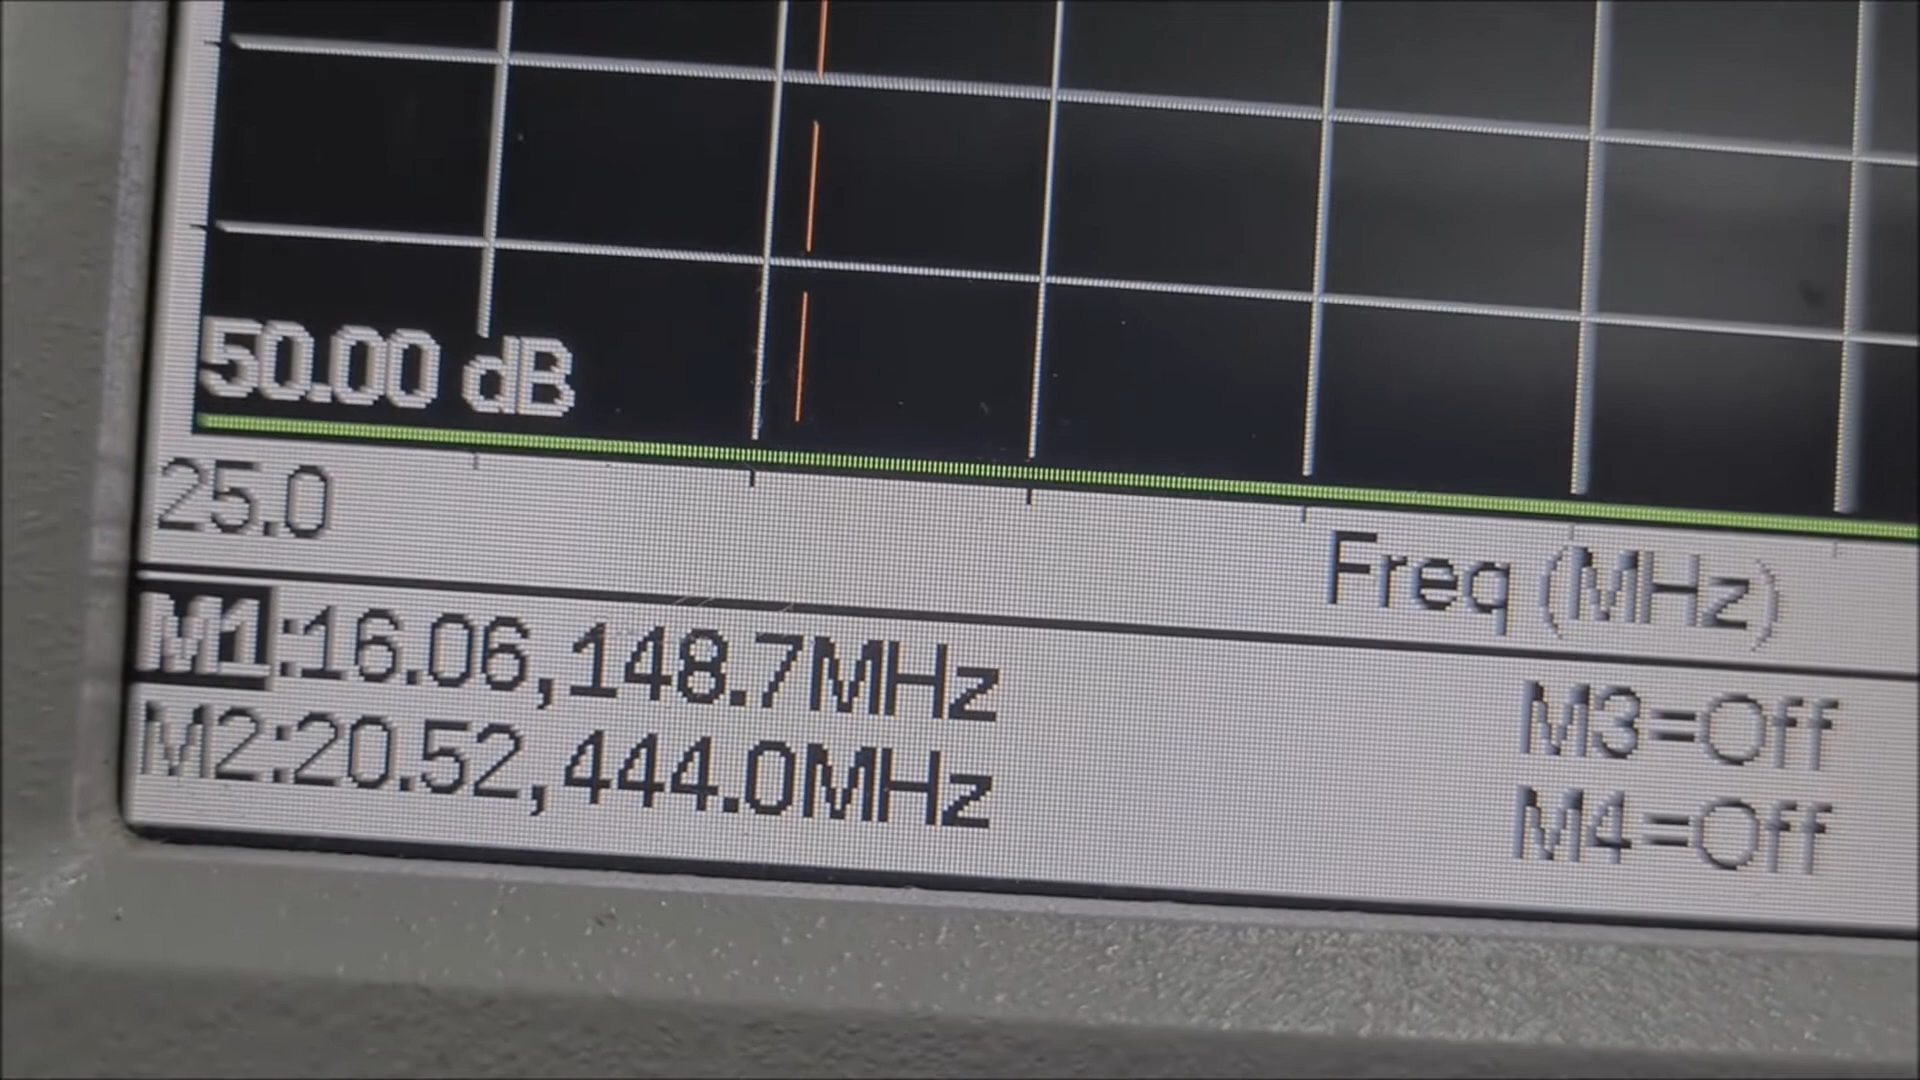 50.00 dB
25.0
Freq (MHz)
M1:16.06,148.7MHz
M3=Off
M2:20.52,444.0MHz
M4=Off